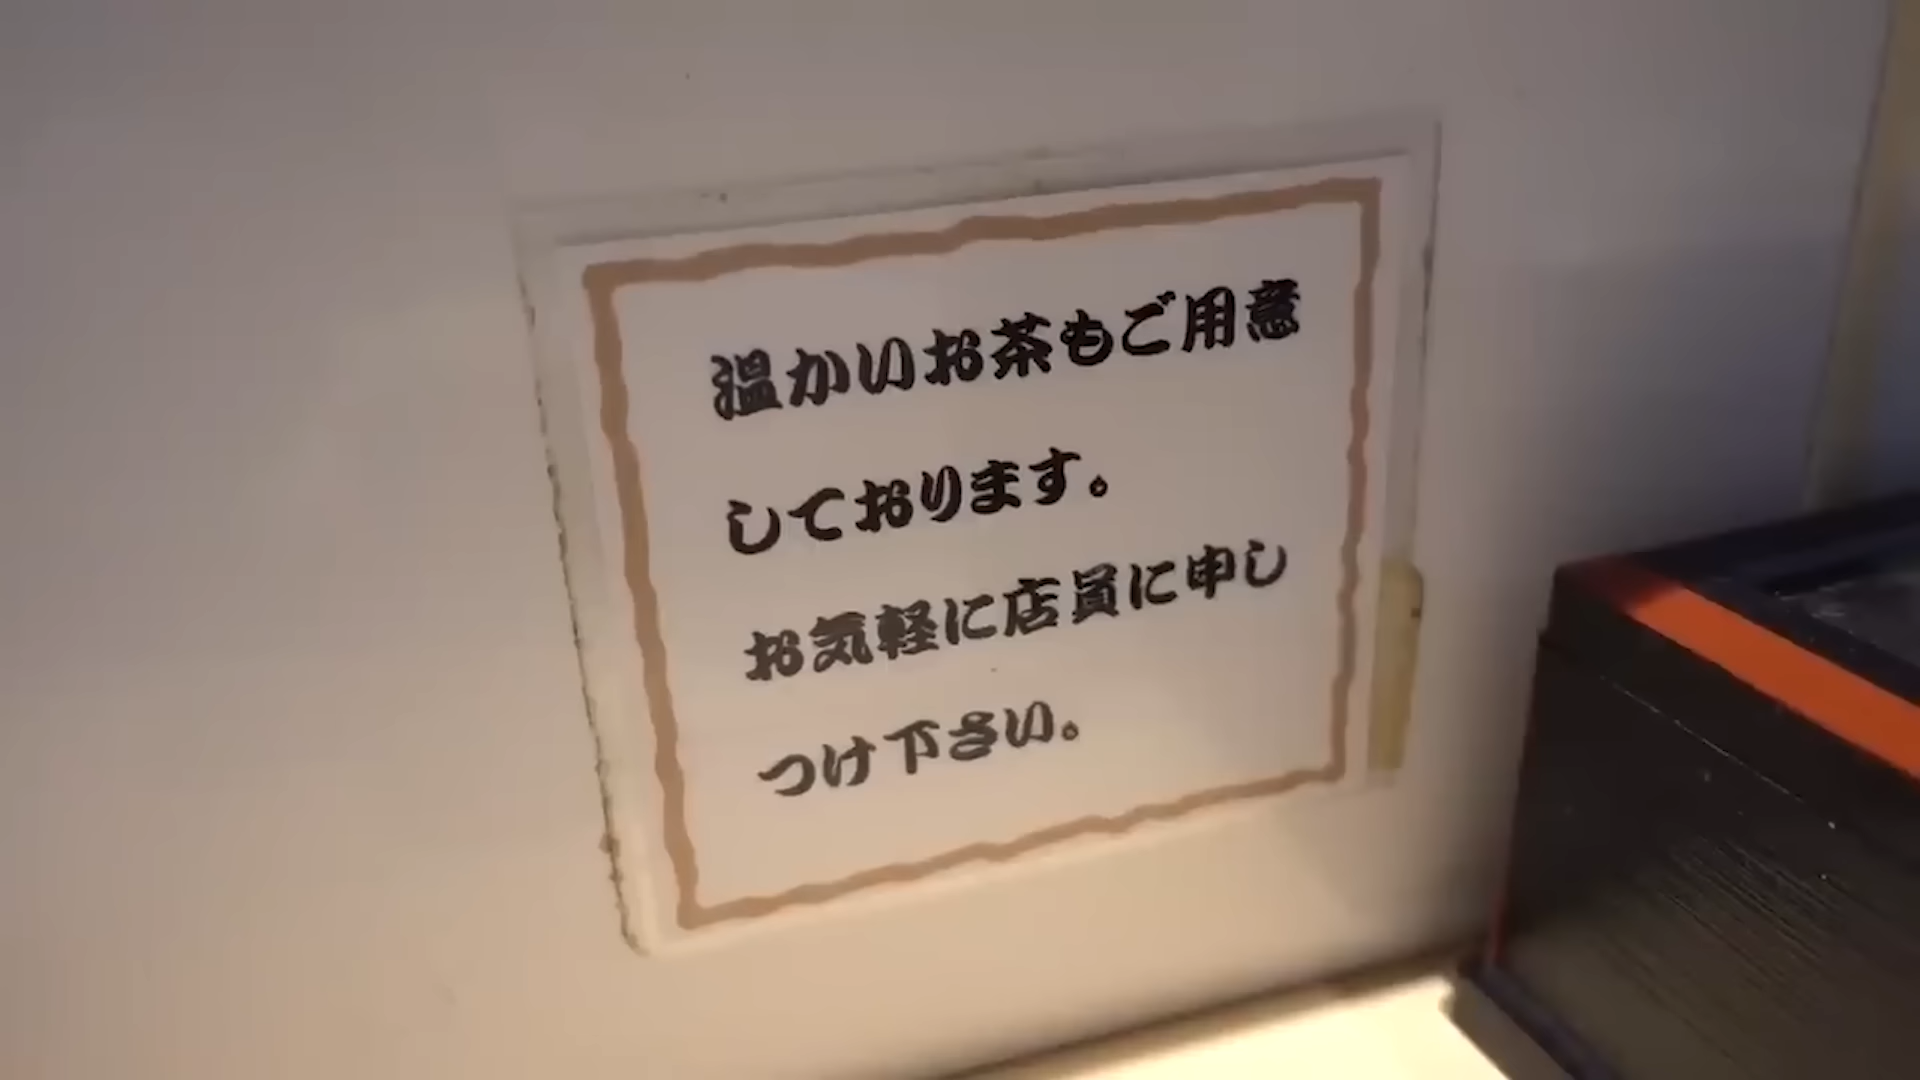 温かいお茶もご用意
しております。
お気軽に店員に申し
つけ下さい。